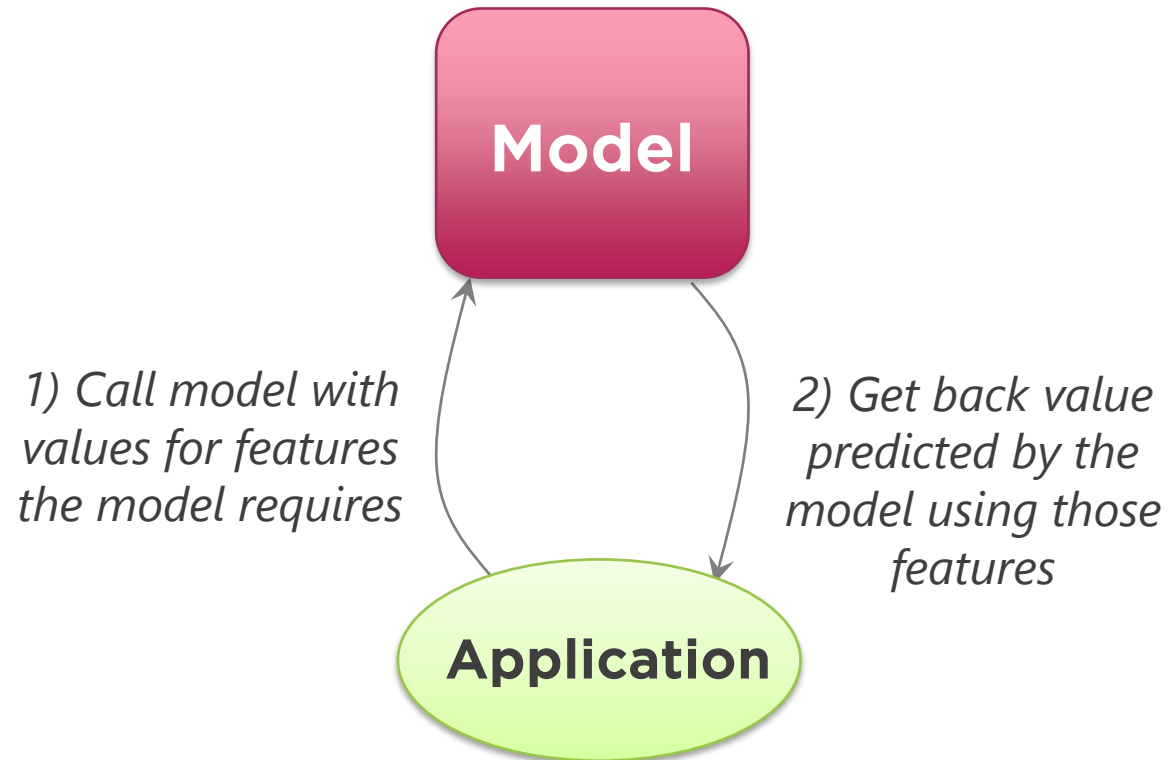 Model
1) Call model with
values for features
the model requires
2) Get back value
predicted by the
model using those
features
Application